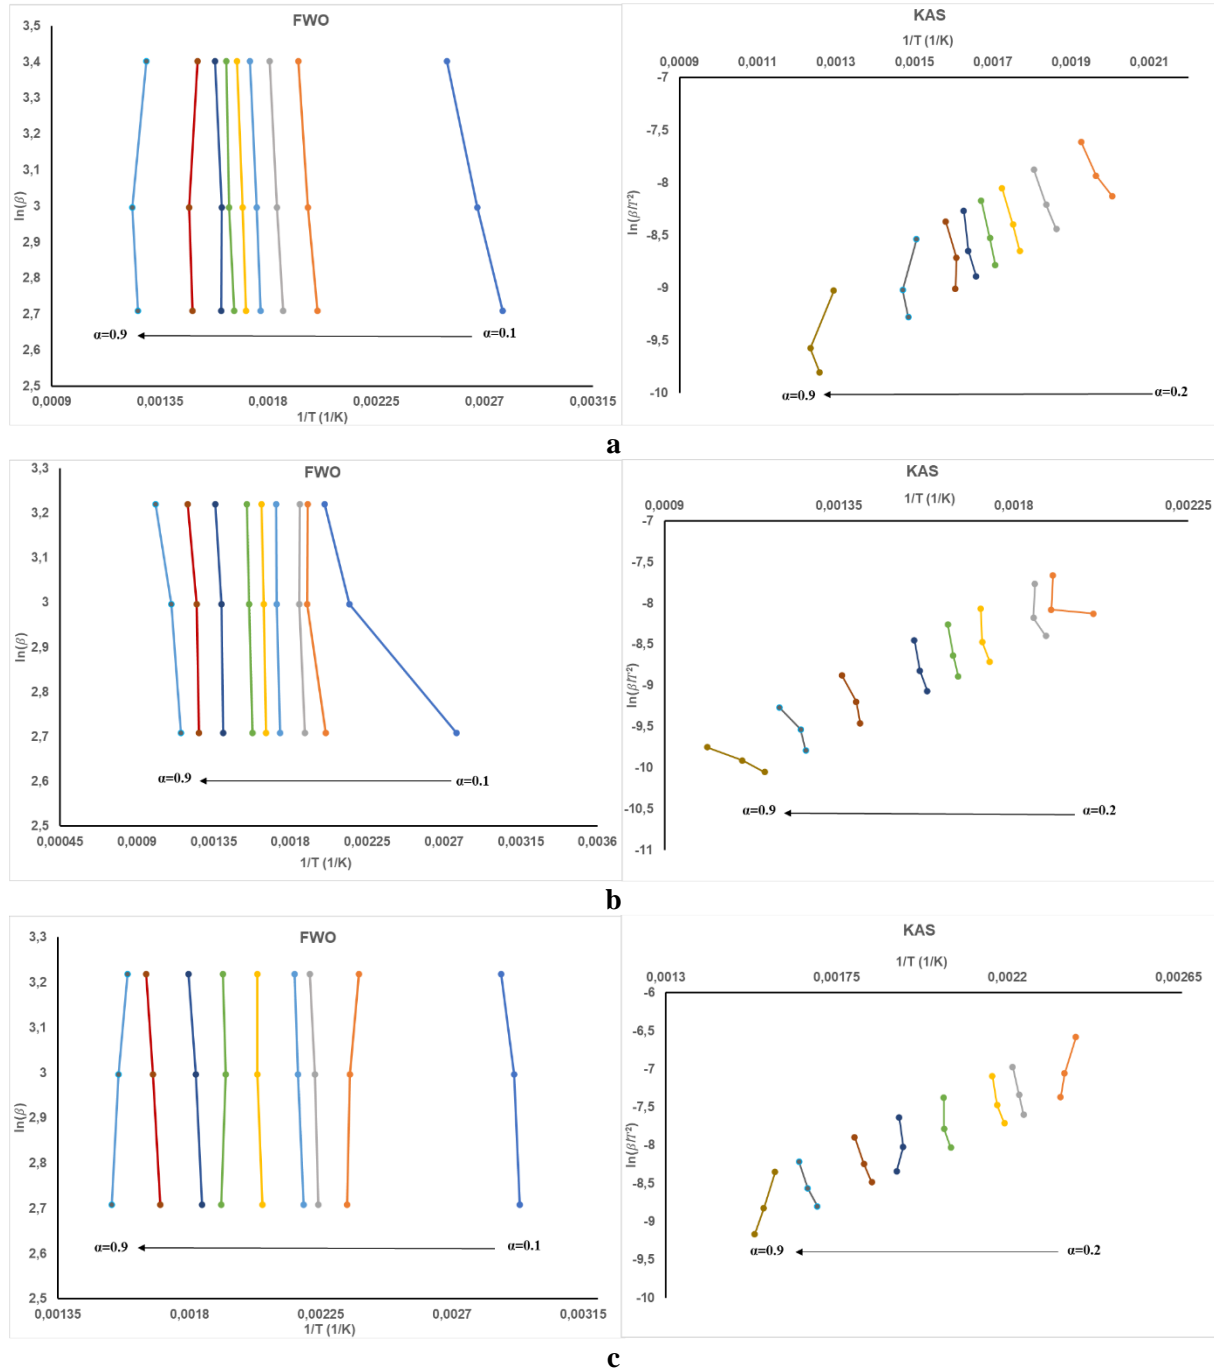 FWO
3,5
3,4
3,3
3,2
3,1
3
2,9
2,8
2,7
2,6
2,5
ln(β)
α=0.9
α=0.1
0,0009 0,00135 0,0018 0,00225 0,0027 0,00315
1/T (1/K)
KAS
1/T (1/K)
0,0009 0,0011 0,0013 0,0015 0,0017 0,0019 0,0021
-7
-7,5
-8
-8,5
-9
-9,5
-10
ln(β/T²)
α=0.9
α=0.2
a
FWO
3,3
3,2
3,1
3
2,9
2,8
2,7
2,6
2,5
ln(β)
α=0.9
α=0.1
0,00045 0,0009 0,00135 0,0018 0,00225 0,0027 0,00315 0,0036
1/T (1/K)
KAS
1/T (1/K)
0,0009 0,00135 0,0018 0,00225
-7
-7,5
-8
-8,5
-9
-9,5
-10
-10,5
-11
ln(β/T²)
α=0.9
α=0.2
b
FWO
3,3
3,2
3,1
3
2,9
2,8
2,7
2,6
2,5
ln(β)
α=0.9
α=0.1
0,00135 0,0018 0,00225 0,0027 0,00315
1/T (1/K)
KAS
1/T (1/K)
0,0013 0,00175 0,0022 0,00265
-6
-6,5
-7
-7,5
-8
-8,5
-9
-9,5
-10
ln(β/T²)
α=0.9
α=0.2
c